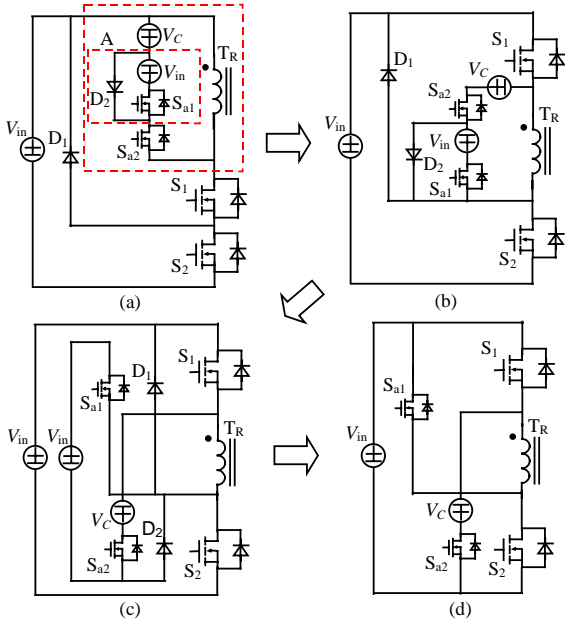 A
V_C
V_in
T_R
D_2
S_a1
V_in
D_1
S_a2
S_1
S_2
(a)
S_1
D_1
V_C
S_a2
V_in
V_in
T_R
D_2
S_a1
S_2
(b)
S_1
D_1
S_a1
V_in
V_in
T_R
V_C
D_2
S_a2
S_2
(c)
S_1
S_a1
V_in
T_R
V_C
S_a2
S_2
(d)